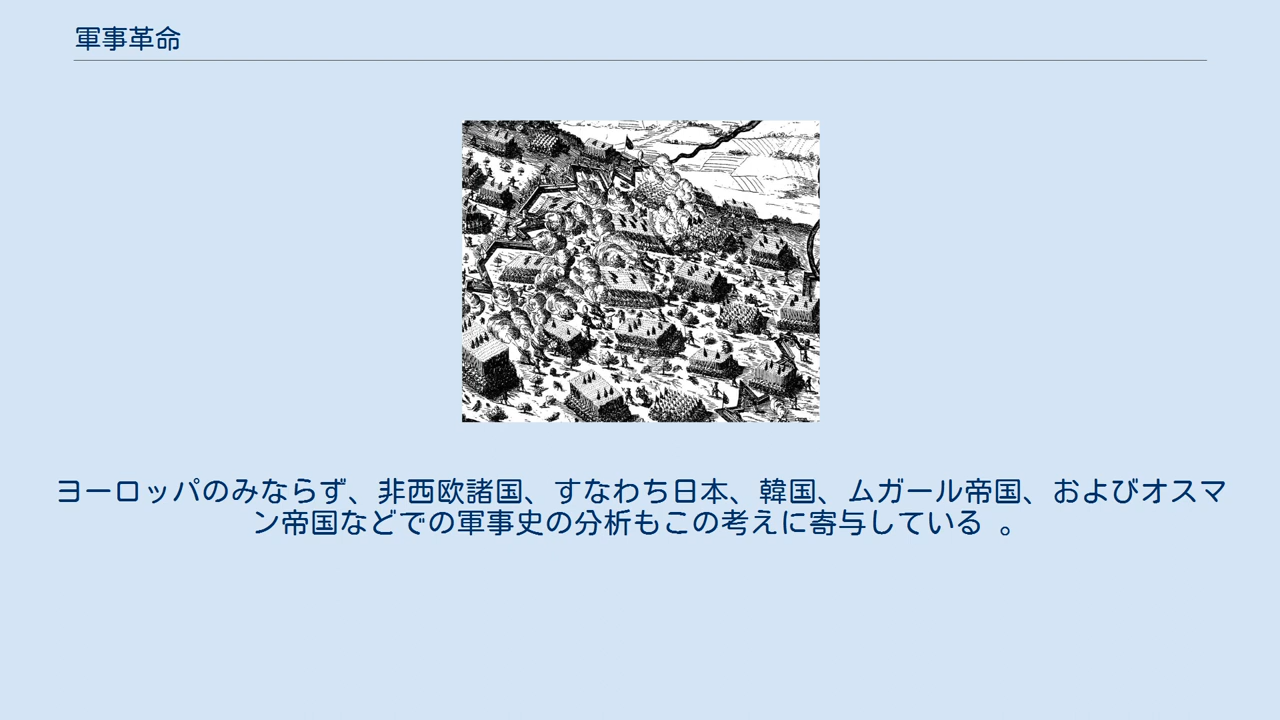 軍事革命
ヨーロッパのみならず、非西欧諸国、すなわち日本、韓国、ムガール帝国、およびオスマ
ン帝国などでの軍事史の分析もこの考えに寄与している 。